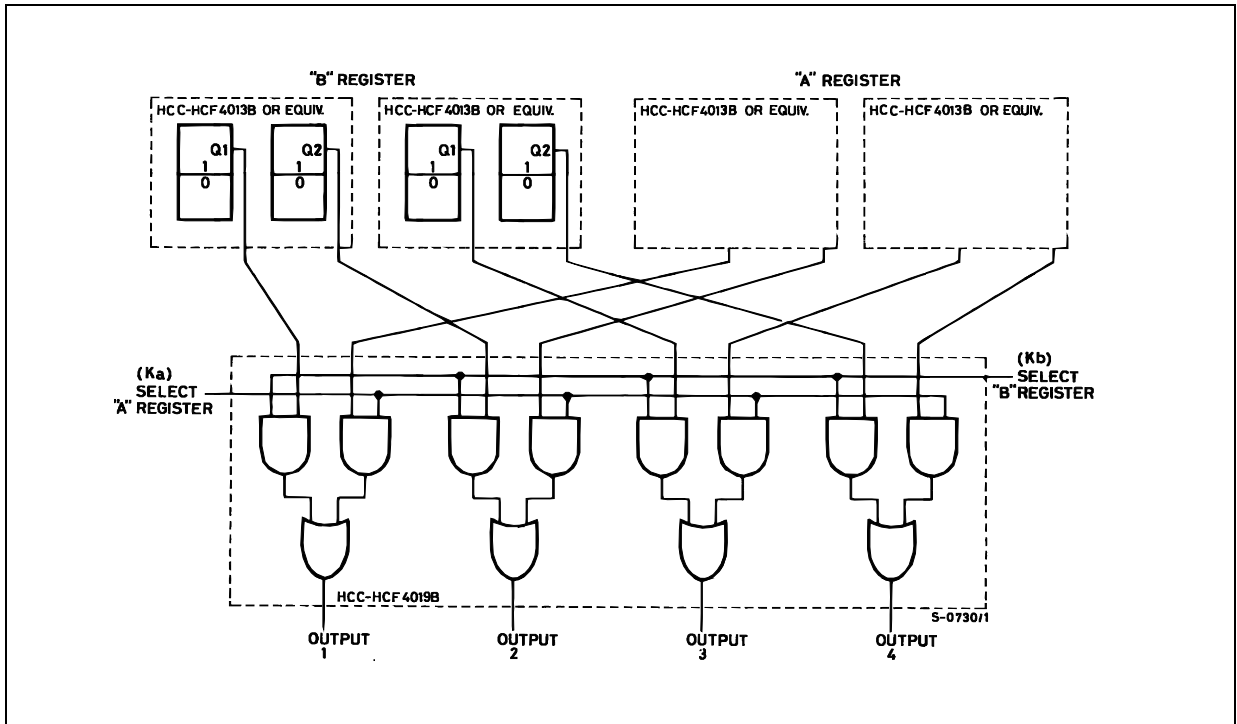 "B" REGISTER
"A" REGISTER
HCC-HCF4013B OR EQUIV.
HCC-HCF4013B OR EQUIV.
HCC-HCF4013B OR EQUIV.
HCC-HCF4013B OR EQUIV.
Q1
1
0
Q2
1
0
Q1
1
0
Q2
1
0
(Ka)
SELECT
"A" REGISTER
(Kb)
SELECT
"B" REGISTER
HCC-HCF4019B
S-0730/1
OUTPUT
1
OUTPUT
2
OUTPUT
3
OUTPUT
4